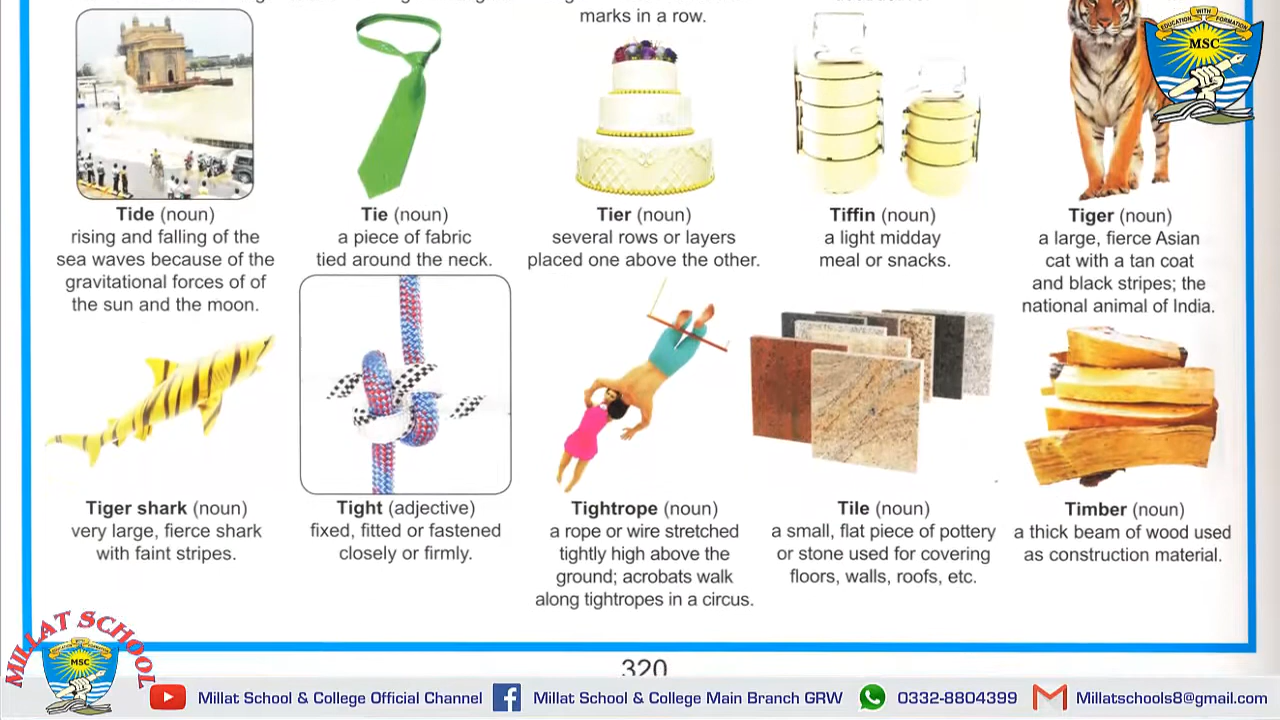 marks in a row.
EDUCATION WITH FORMATION
MSC
Tide (noun)
rising and falling of the
sea waves because of the
gravitational forces of of
the sun and the moon.
Tie (noun)
a piece of fabric
tied around the neck.
Tier (noun)
several rows or layers
placed one above the other.
Tiffin (noun)
a light midday
meal or snacks.
Tiger (noun)
a large, fierce Asian
cat with a tan coat
and black stripes; the
national animal of India.
Tiger shark (noun)
very large, fierce shark
with faint stripes.
Tight (adjective)
fixed, fitted or fastened
closely or firmly.
Tightrope (noun)
a rope or wire stretched
tightly high above the
ground; acrobats walk
along tightropes in a circus.
Tile (noun)
a small, flat piece of pottery
or stone used for covering
floors, walls, roofs, etc.
Timber (noun)
a thick beam of wood used
as construction material.
320
MILLAT SCHOOL
MSC
Millat School & College Official Channel
Millat School & College Main Branch GRW
0332-8804399
Millatschools8@gmail.com